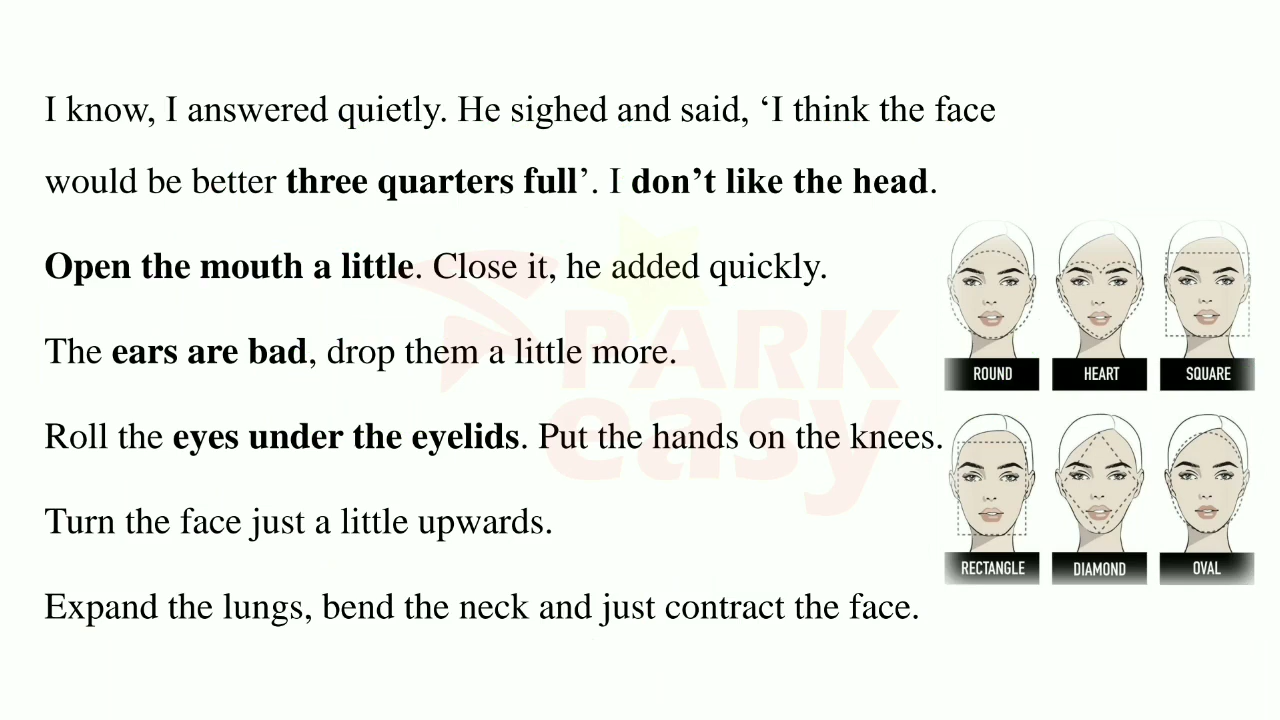 I know, I answered quietly. He sighed and said, ‘I think the face
would be better three quarters full’. I don’t like the head.
Open the mouth a little. Close it, he added quickly.
The ears are bad, drop them a little more.
Roll the eyes under the eyelids. Put the hands on the knees.
Turn the face just a little upwards.
Expand the lungs, bend the neck and just contract the face.
SPARK
easy
ROUND HEART SQUARE
RECTANGLE DIAMOND OVAL